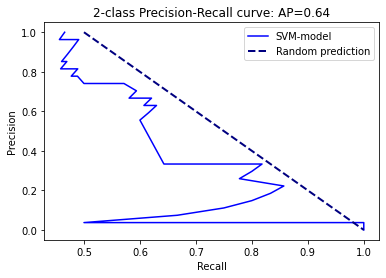 2-class Precision-Recall curve: AP=0.64
SVM-model
Random prediction
Precision
1.0
0.8
0.6
0.4
0.2
0.0
0.5 0.6 0.7 0.8 0.9 1.0
Recall